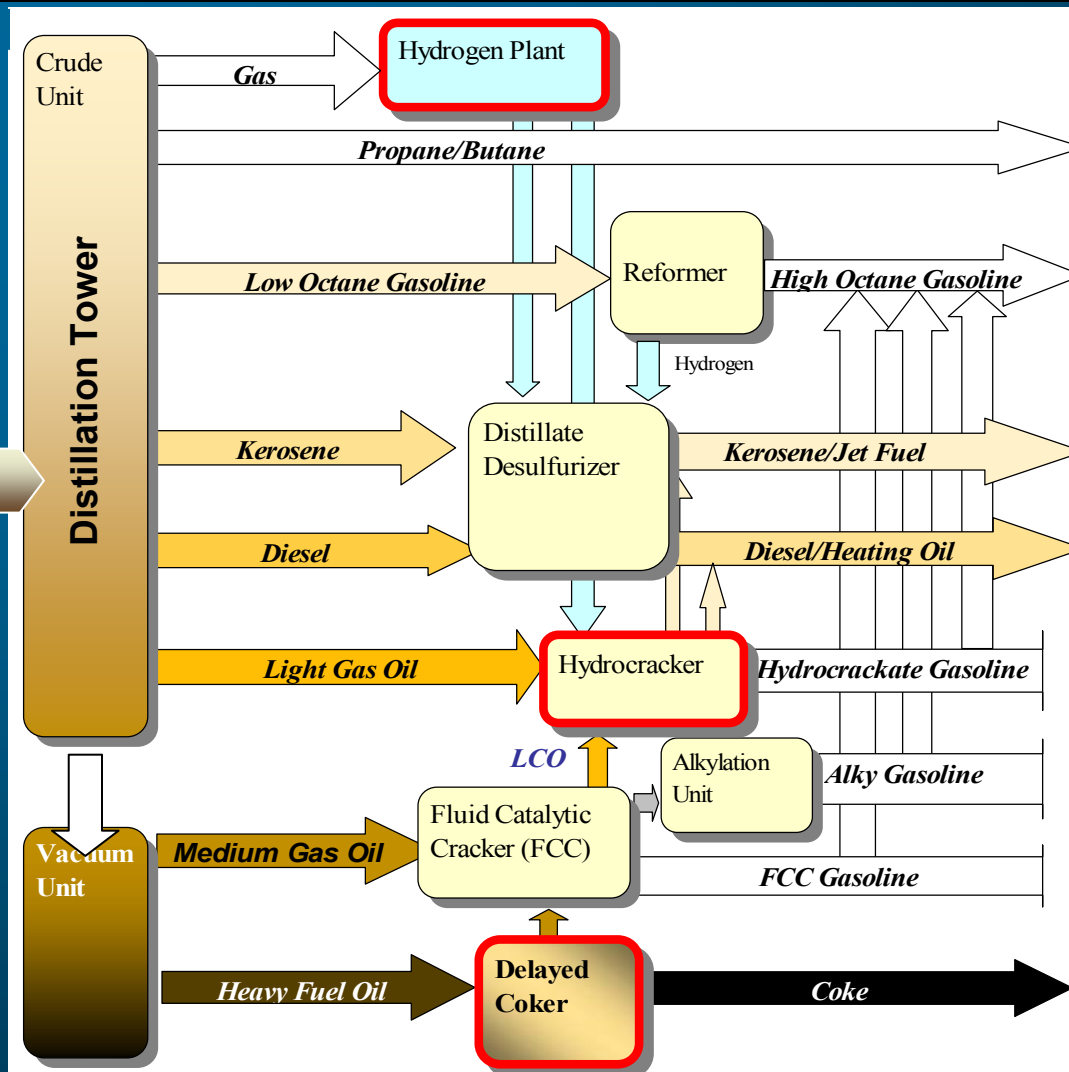 Crude
Unit
Distillation Tower
Gas
Hydrogen Plant
Propane/Butane
Low Octane Gasoline
Reformer
High Octane Gasoline
Hydrogen
Kerosene
Distillate
Desulfurizer
Kerosene/Jet Fuel
Diesel
Diesel/Heating Oil
Light Gas Oil
Hydrocracker
Hydrocrackate Gasoline
LCO
Alkylation
Unit
Alky Gasoline
Vacuum
Unit
Medium Gas Oil
Fluid Catalytic
Cracker (FCC)
FCC Gasoline
Heavy Fuel Oil
Delayed
Coker
Coke